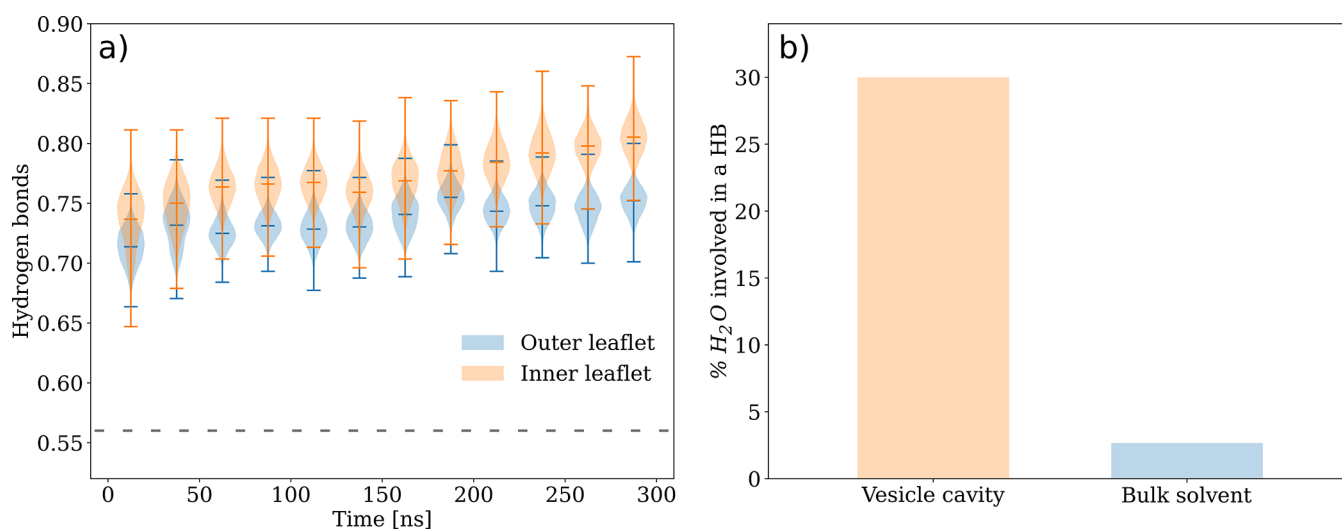 a)
Hydrogen bonds
0.90
0.85
0.80
0.75
0.70
0.65
0.60
0.55
Outer leaflet
Inner leaflet
0 50 100 150 200 250 300
Time [ns]
b)
% H₂O involved in a HB
30
25
20
15
10
5
0
Vesicle cavity Bulk solvent